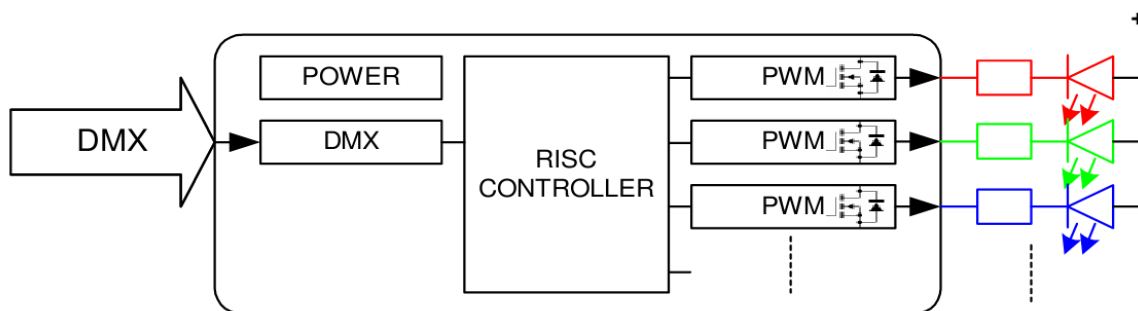 +
POWER
PWM
DMX
DMX
PWM
RISC
CONTROLLER
PWM